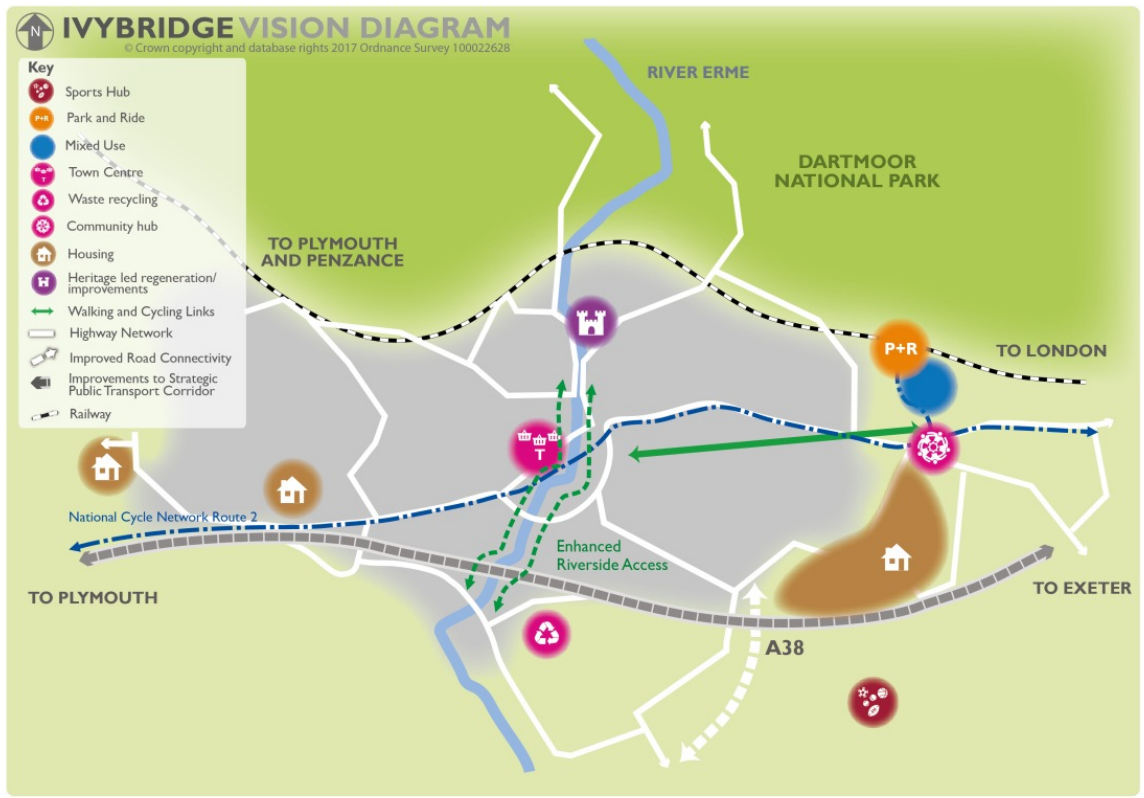 N
IVYBRIDGE VISION DIAGRAM
© Crown copyright and database rights 2017 Ordnance Survey 100022628
Key
Sports Hub
P+R
Park and Ride
Mixed Use
T
Town Centre
Waste recycling
Community hub
Housing
Heritage led regeneration/
improvements
Walking and Cycling Links
Highway Network
Improved Road Connectivity
Improvements to Strategic
Public Transport Corridor
Railway
RIVER ERME
DARTMOOR
NATIONAL PARK
TO PLYMOUTH
AND PENZANCE
P+R
TO LONDON
T
National Cycle Network Route 2
Enhanced
Riverside Access
TO PLYMOUTH
TO EXETER
A38